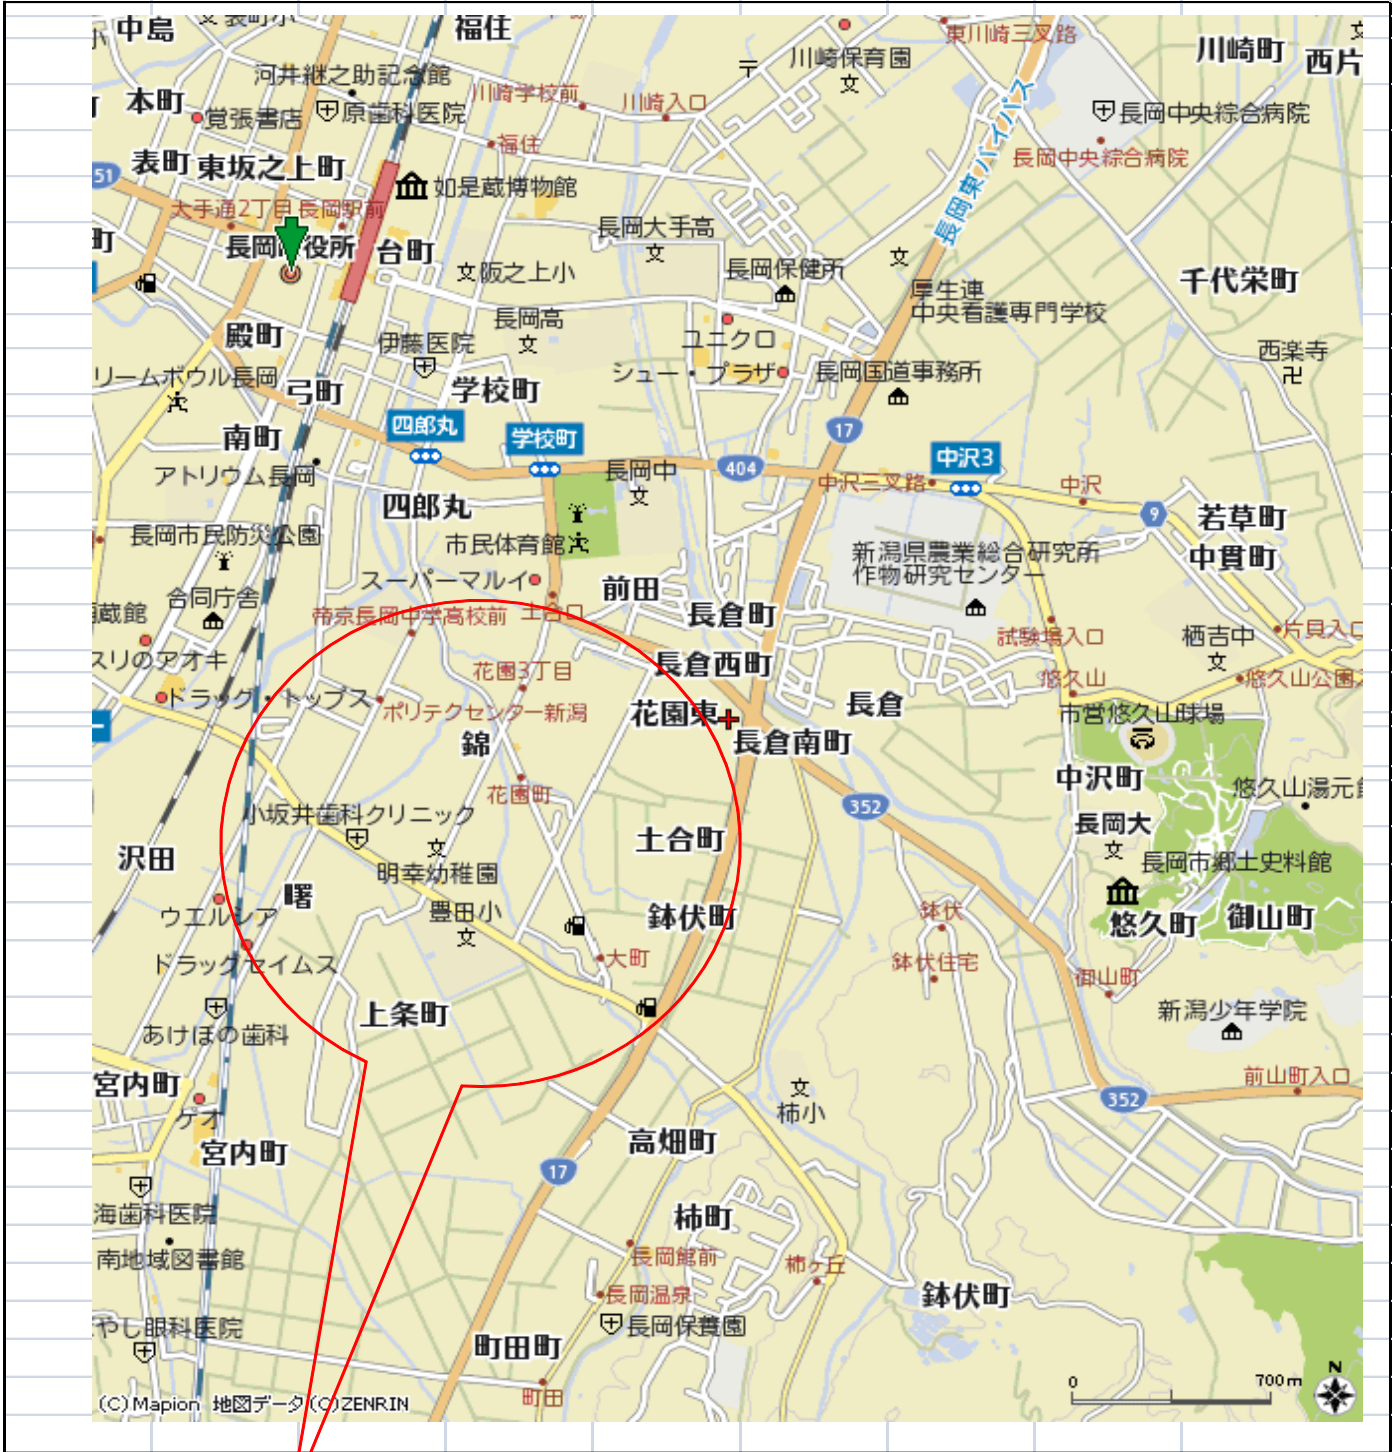 中島
表町小
福住
東川崎三叉路
川崎保育園
川崎町
西片
河井継之助記念館
川崎学校前
川崎入口
本町
覚張書店
原歯科医院
福住
長岡東バイパス
長岡中央綜合病院
長岡中央綜合病院
51
表町
東坂之上町
如是蔵博物館
大手通2丁目
長岡駅前
長岡大手高
町
長岡
役所
台町
阪之上小
長岡保健所
厚生連
中央看護専門学校
千代栄町
殿町
長岡高
伊藤医院
ユニクロ
西楽寺
リームボウル長岡
弓町
学校町
シュー・プラザ
長岡国道事務所
南町
四郎丸
学校町
17
404
中沢3
アトリウム長岡
長岡中
中沢三叉路
中沢
9
四郎丸
若草町
長岡市民防災公園
市民体育館
新潟県農業総合研究所
作物研究センター
中貫町
スーパーマルイ
前田
合同庁舎
蔵館
帝京長岡中学高校前
土合口
長倉町
試験場入口
栖吉中
片貝入口
スリのアオキ
花園3丁目
長倉西町
悠久山
悠久山公園
ドラッグ・トップス
ポリテクセンター新潟
花園東
長倉
市営悠久山球場
錦
長倉南町
中沢町
悠久山湯元
花園町
352
小坂井歯科クリニック
土合町
長岡大
沢田
長岡市郷土史料館
明幸幼稚園
曙
ウエルシア
豊田小
鉢伏町
鉢伏
悠久町
御山町
大町
鉢伏住宅
ドラッグセイムス
御山町
上条町
新潟少年学院
あけぼの歯科
宮内町
前山町入口
352
ゲオ
柿小
宮内町
高畑町
17
海歯科医院
柿町
南地域図書館
長岡館前
柿ヶ丘
長岡温泉
鉢伏町
やし眼科医院
長岡保養園
町田町
町田
0
700m
N
(C)Mapion 地図データ(C)ZENRIN